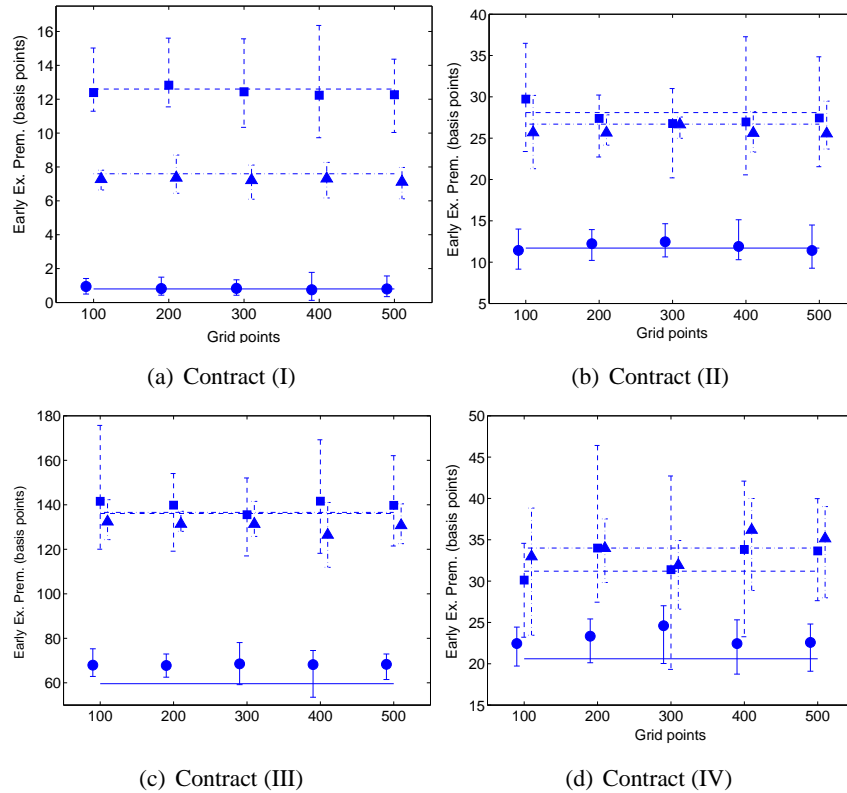 16
14
12
10
8
6
4
2
0
Early Ex. Prem. (basis points)
100 200 300 400 500
Grid points
(a) Contract (I)
40
35
30
25
20
15
10
5
Early Ex. Prem. (basis points)
100 200 300 400 500
Grid points
(b) Contract (II)
180
160
140
120
100
80
60
Early Ex. Prem. (basis points)
100 200 300 400 500
(c) Contract (III)
50
45
40
35
30
25
20
15
Early Ex. Prem. (basis points)
100 200 300 400 500
Grid points
(d) Contract (IV)